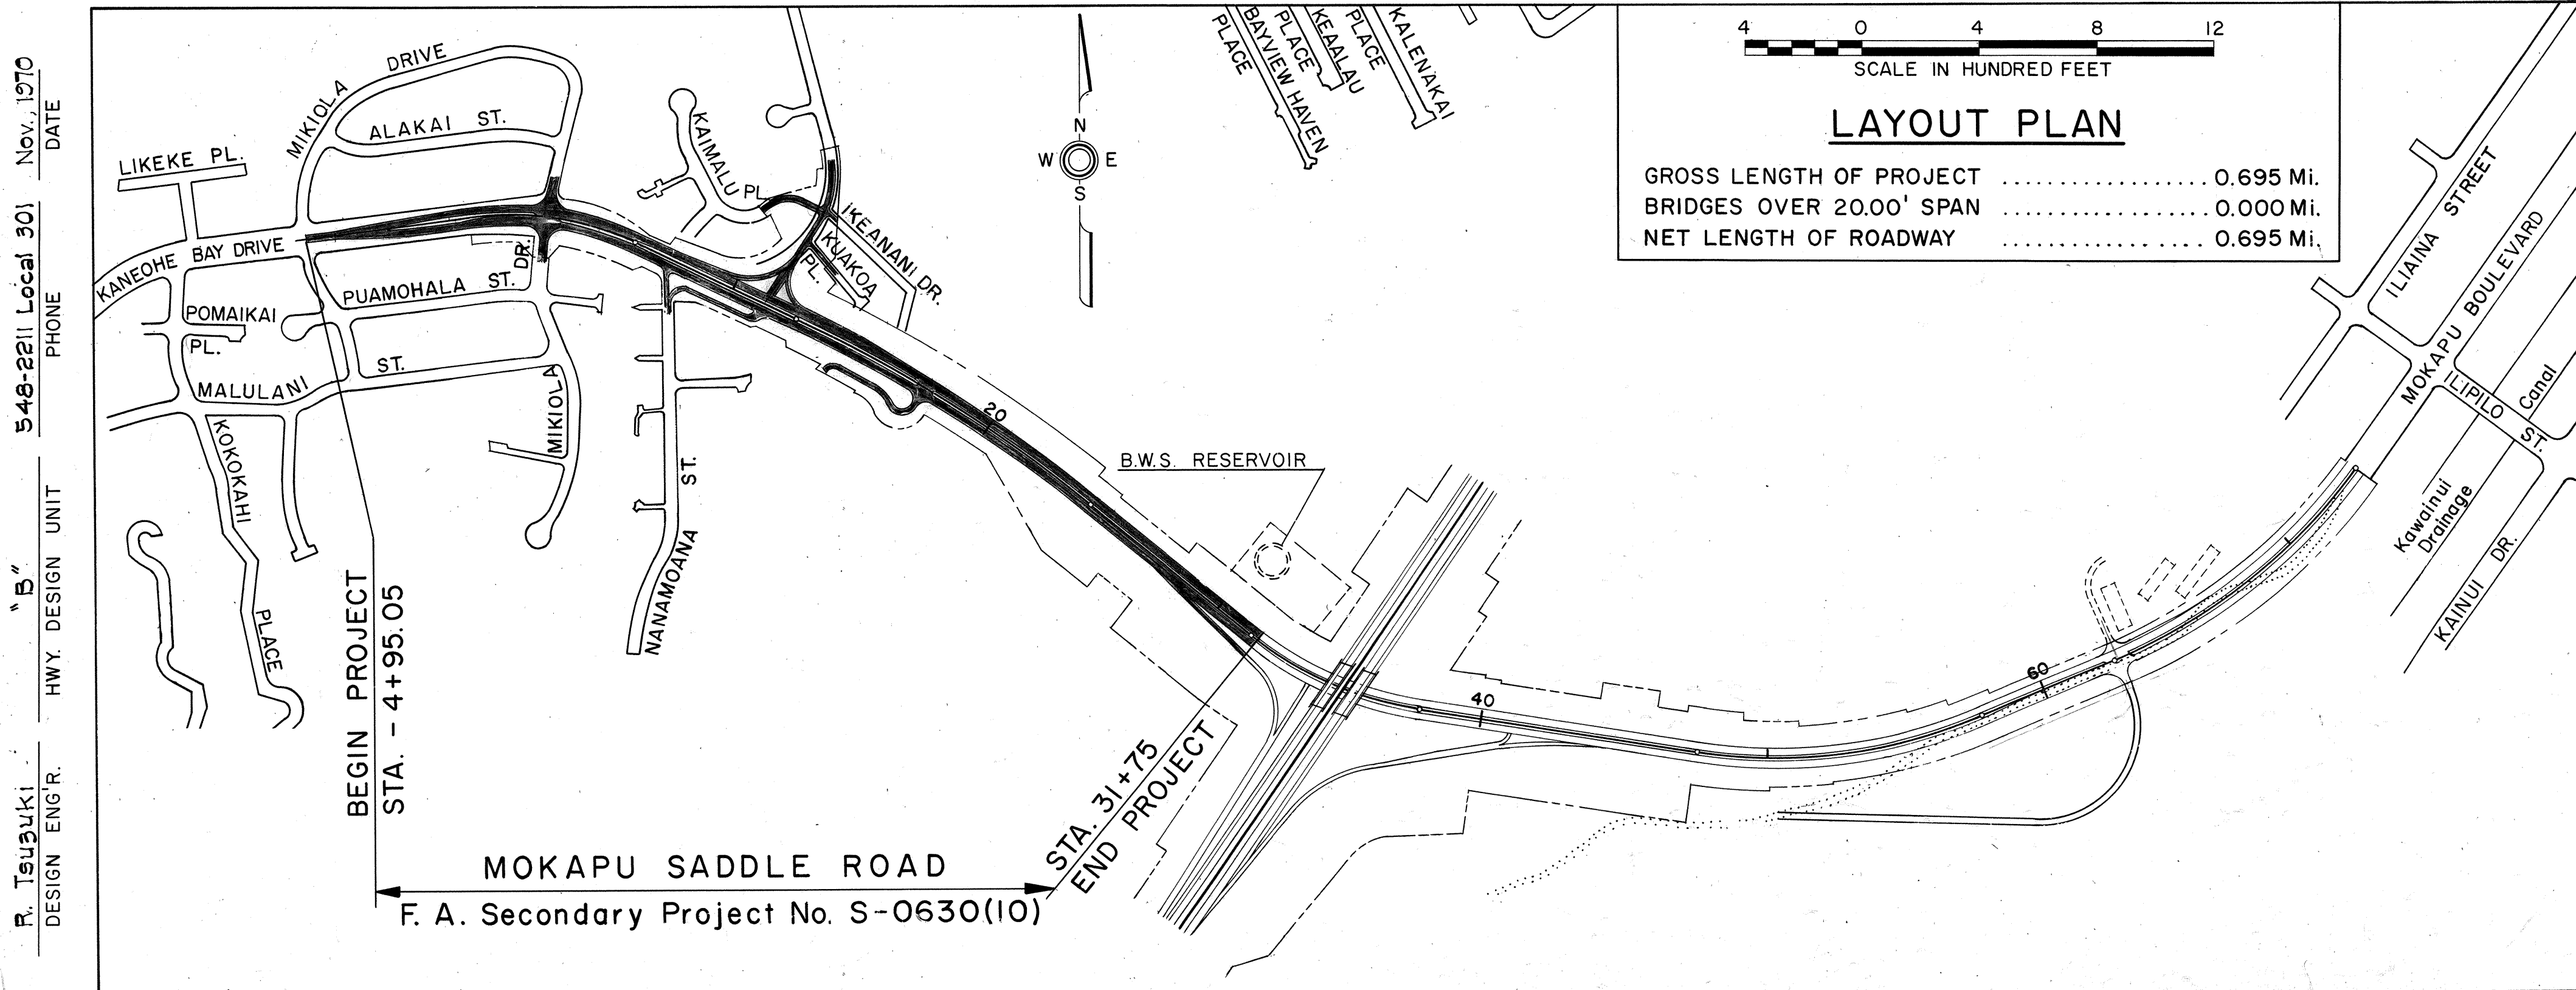 R. Tsuzuki
DESIGN ENG'R.
"B"
HWY. DESIGN UNIT
548-2211 Local 301
PHONE
Nov., 1970
DATE
4 0 4 8 12
SCALE IN HUNDRED FEET
LAYOUT PLAN
GROSS LENGTH OF PROJECT .................. 0.695 Mi.
BRIDGES OVER 20.00' SPAN .................. 0.000 Mi.
NET LENGTH OF ROADWAY .................. 0.695 Mi.
N
W E
S
MIKIOLA DRIVE
ALAKAI ST.
LIKEKE PL.
KANEOHE BAY DRIVE
PUAMOHALA ST.
DR.
POMAIKAI
PL.
MALULANI ST.
MIKIOLA
KOKOKAHI
PLACE
NANAMOANA ST.
KAIMALU PL.
IKEANANI DR.
KUAKOA
PL.
PLACE
BAYVIEW HAVEN
PLACE
KEAALAU
PLACE
KALENAKAI
20
B.W.S. RESERVOIR
40
60
ILIAINA STREET
MOKAPU BOULEVARD
ILIPILO ST.
Kawainui
Drainage
Canal
KAINUI DR.
BEGIN PROJECT
STA. - 4+95.05
STA. 31+75
END PROJECT
MOKAPU SADDLE ROAD
F. A. Secondary Project No. S-0630(10)